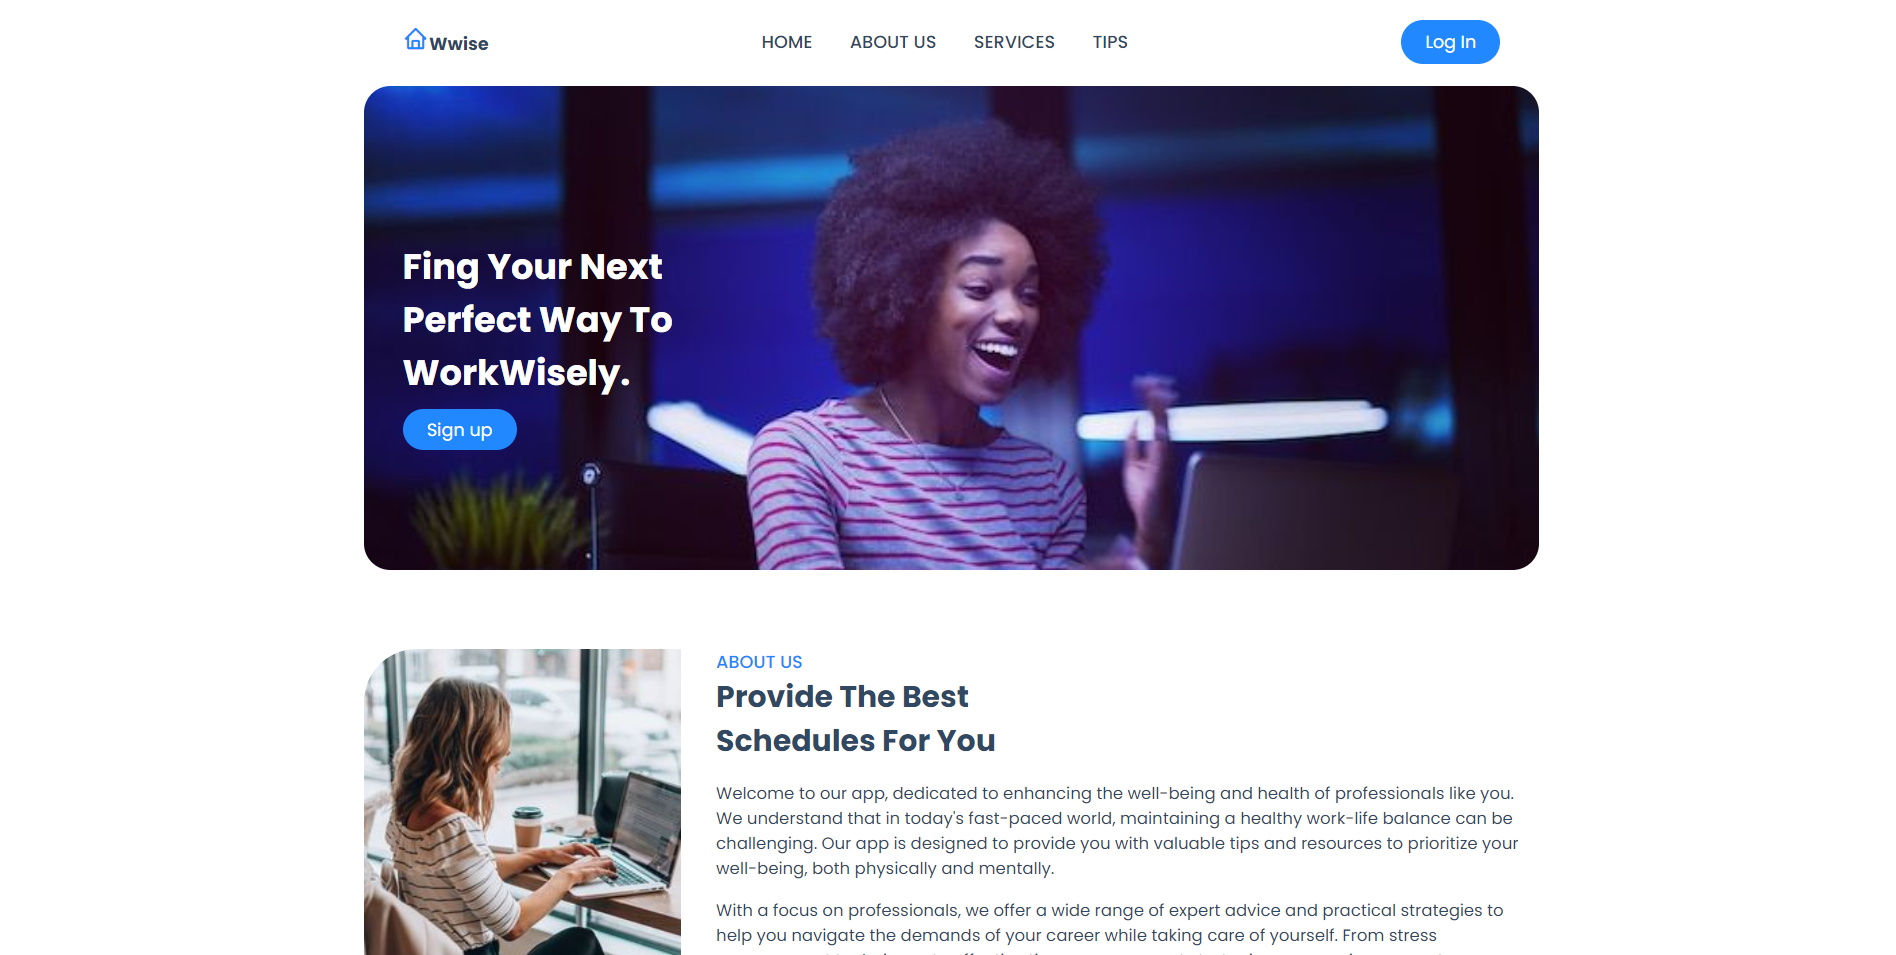 Wwise
HOME ABOUT US SERVICES TIPS
Log In
Fing Your Next
Perfect Way To
WorkWisely.
Sign up
ABOUT US
Provide The Best
Schedules For You
Welcome to our app, dedicated to enhancing the well-being and health of professionals like you.
We understand that in today's fast-paced world, maintaining a healthy work-life balance can be
challenging. Our app is designed to provide you with valuable tips and resources to prioritize your
well-being, both physically and mentally.
With a focus on professionals, we offer a wide range of expert advice and practical strategies to
help you navigate the demands of your career while taking care of yourself. From stress